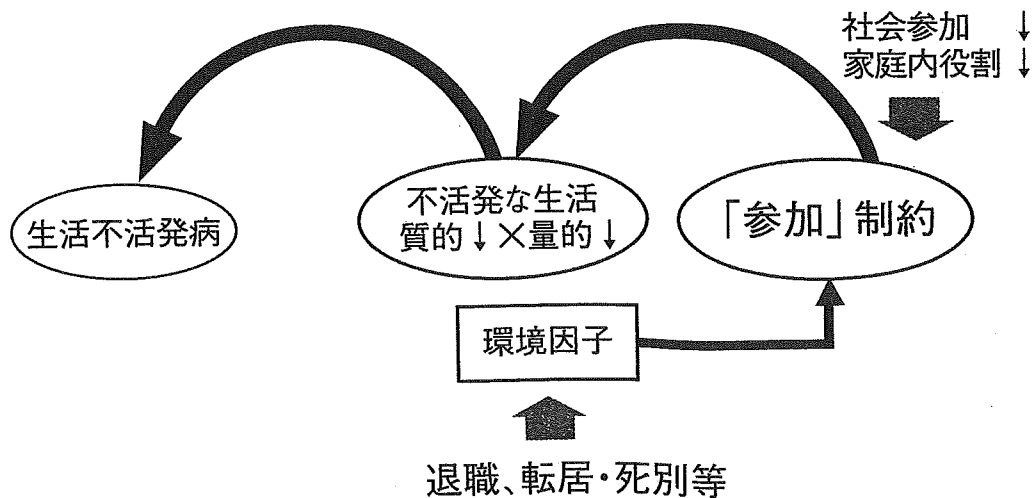 社会参加 ↓
家庭内役割 ↓
生活不活発病
不活発な生活
質的↓×量的↓
「参加」制約
環境因子
退職、転居・死別等